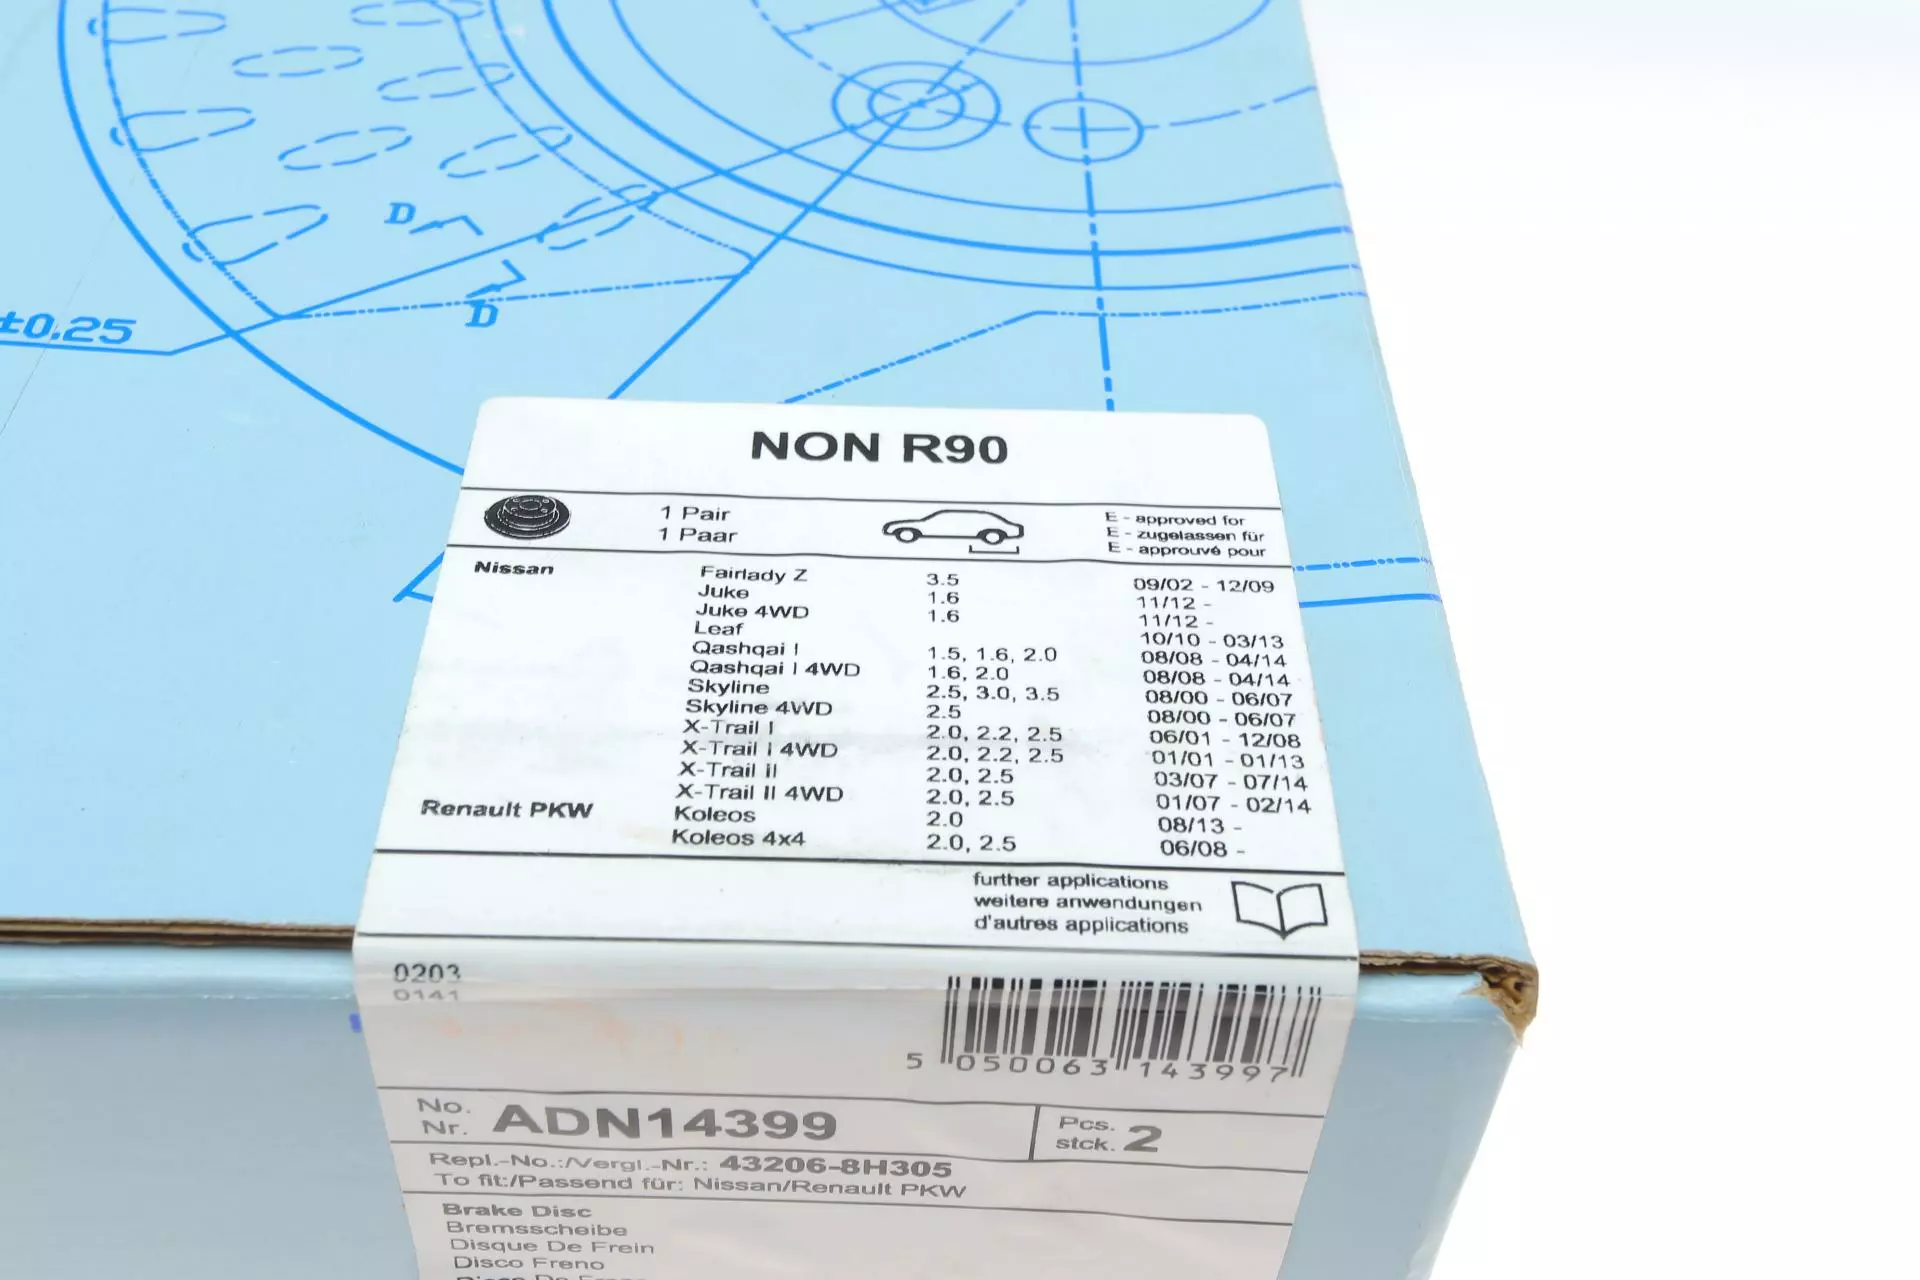 D
D
±0.25
NON R90
1 Pair
1 Paar
E - approved for
E - zugelassen für
E - approuvé pour
Nissan Fairlady Z 3.5 09/02 - 12/09
Juke 1.6 11/12 -
Juke 4WD 1.6 11/12 -
Leaf 10/10 - 03/13
Qashqai I 1.5, 1.6, 2.0 08/08 - 04/14
Qashqai I 4WD 1.6, 2.0 08/08 - 04/14
Skyline 2.5, 3.0, 3.5 08/00 - 06/07
Skyline 4WD 2.5 08/00 - 06/07
X-Trail I 2.0, 2.2, 2.5 06/01 - 12/08
X-Trail I 4WD 2.0, 2.2, 2.5 01/01 - 01/13
X-Trail II 2.0, 2.5 03/07 - 07/14
X-Trail II 4WD 2.0, 2.5 01/07 - 02/14
Renault PKW Koleos 2.0 08/13 -
Koleos 4x4 2.0, 2.5 06/08 -
further applications
weitere anwendungen
d'autres applications
0203
0141
5 050063 143997
No.
Nr. ADN14399
Pcs.
stck. 2
Repl.-No.:/Vergl.-Nr.: 43206-8H305
To fit:/Passend für: Nissan/Renault PKW
Brake Disc
Bremsscheibe
Disque De Frein
Disco Freno